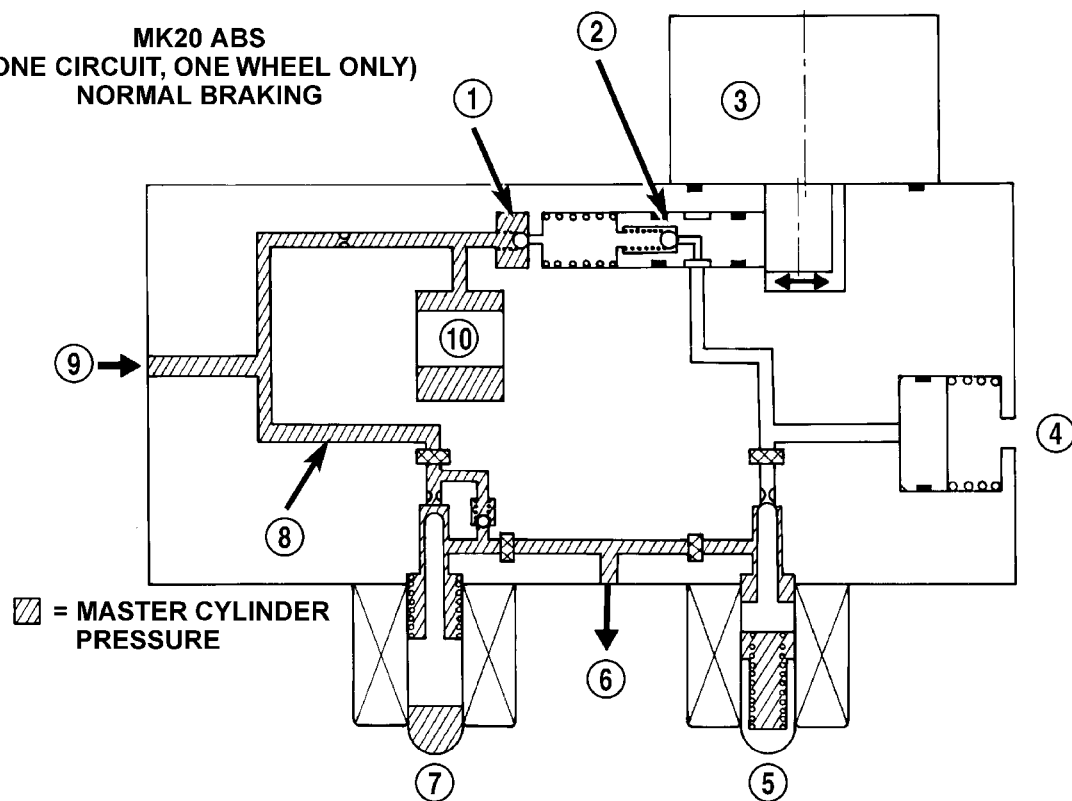 MK20 ABS
ONE CIRCUIT, ONE WHEEL ONLY)
NORMAL BRAKING
1
2
3
9
10
4
8
= MASTER CYLINDER
PRESSURE
6
7
5